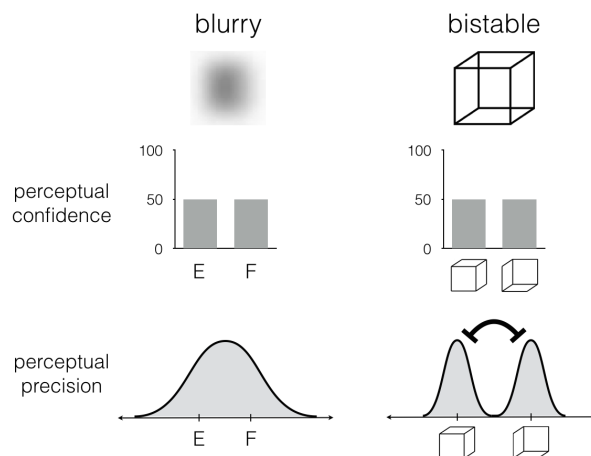 blurry
bistable
100
50
0
E F
100
50
0
perceptual
confidence
perceptual
precision
E F